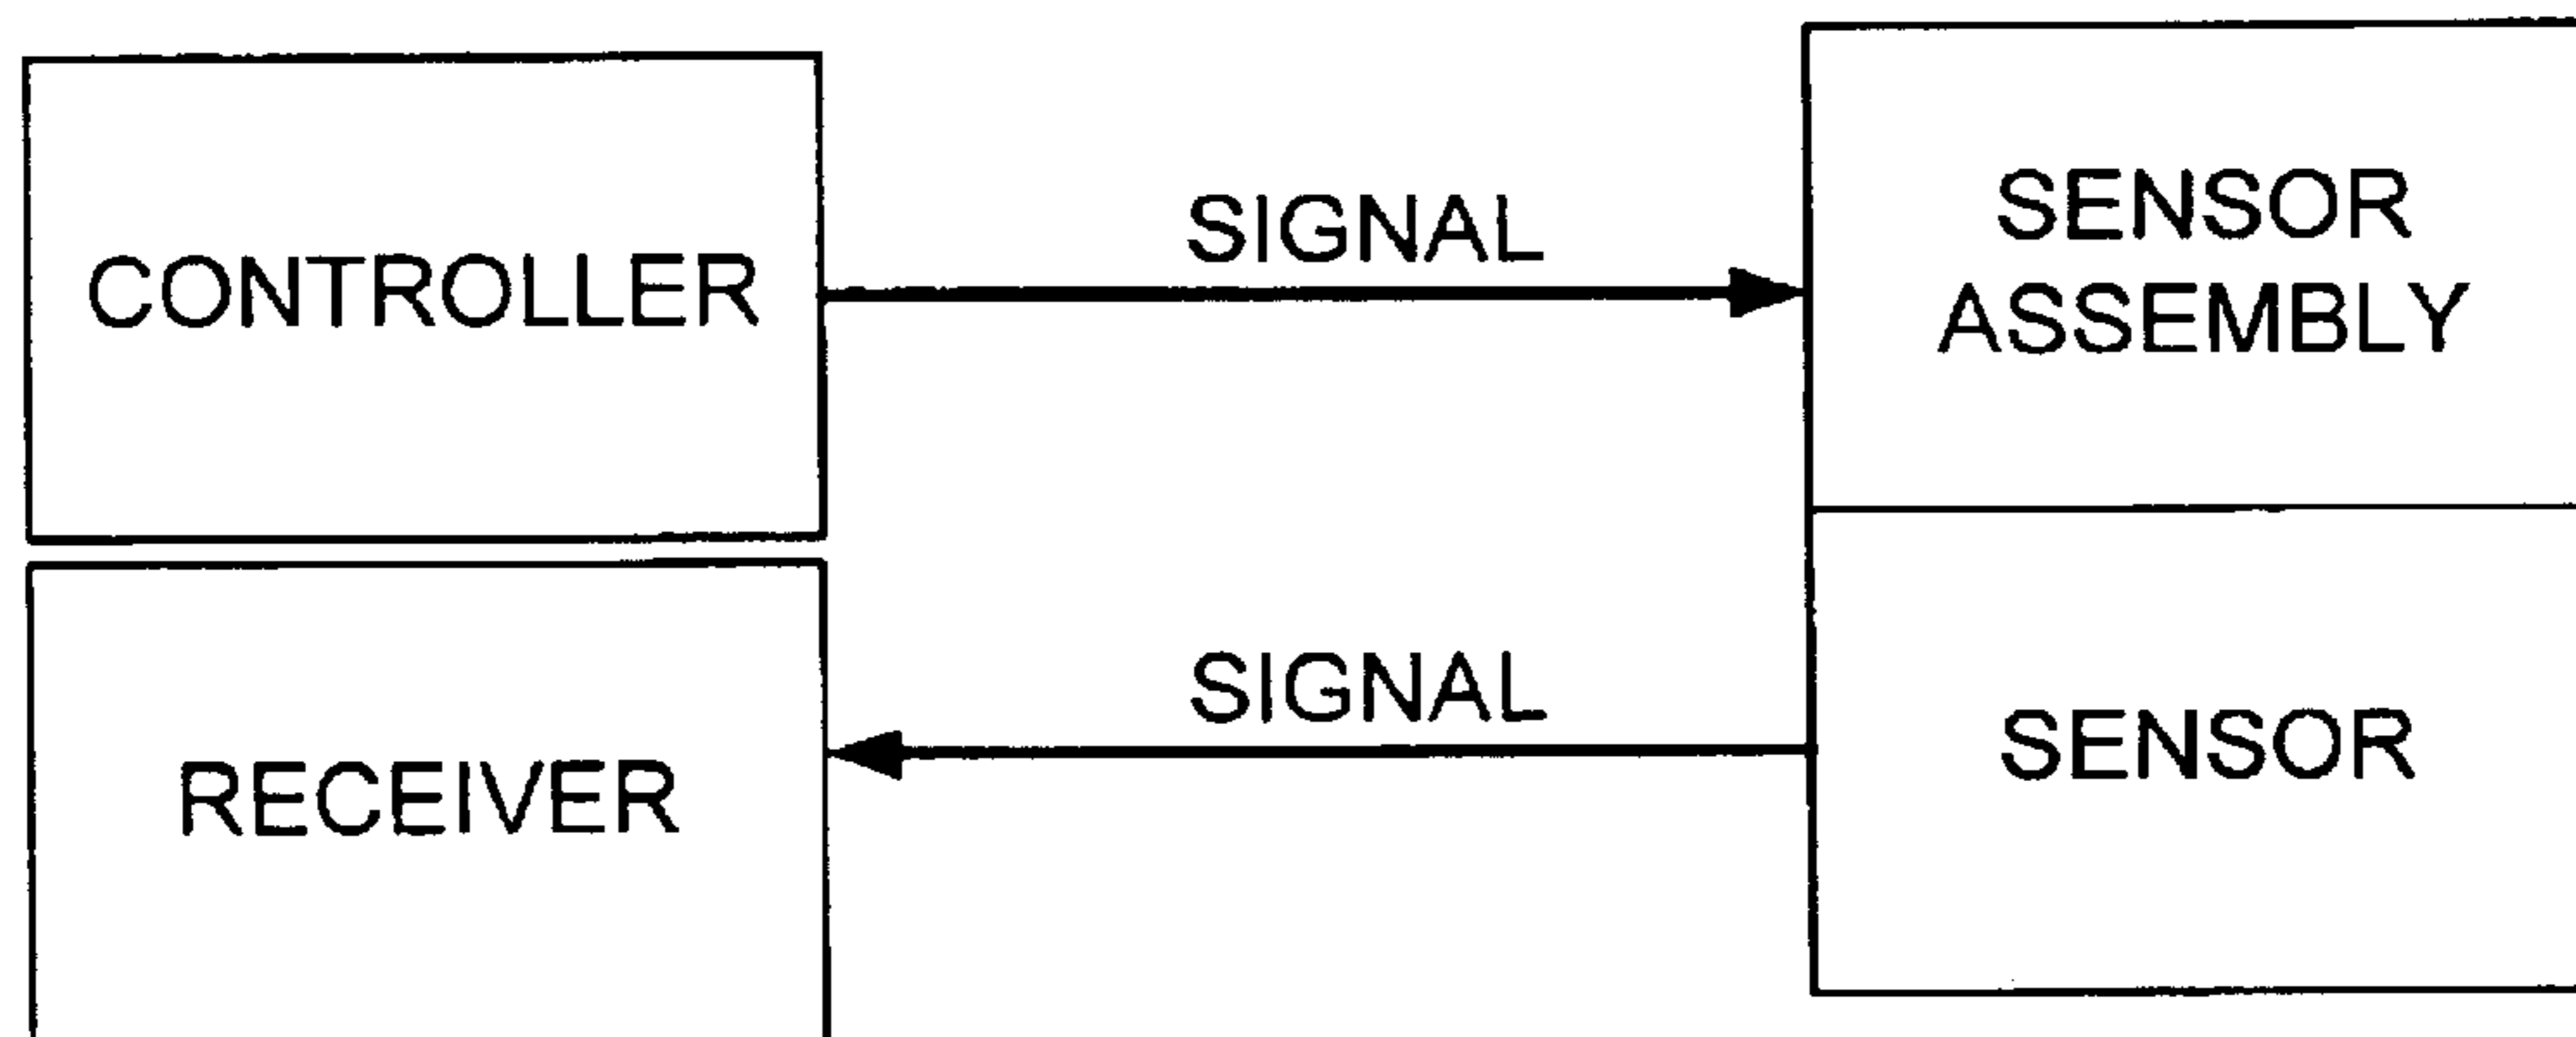 CONTROLLER
SIGNAL
SENSOR
ASSEMBLY
RECEIVER
SIGNAL
SENSOR